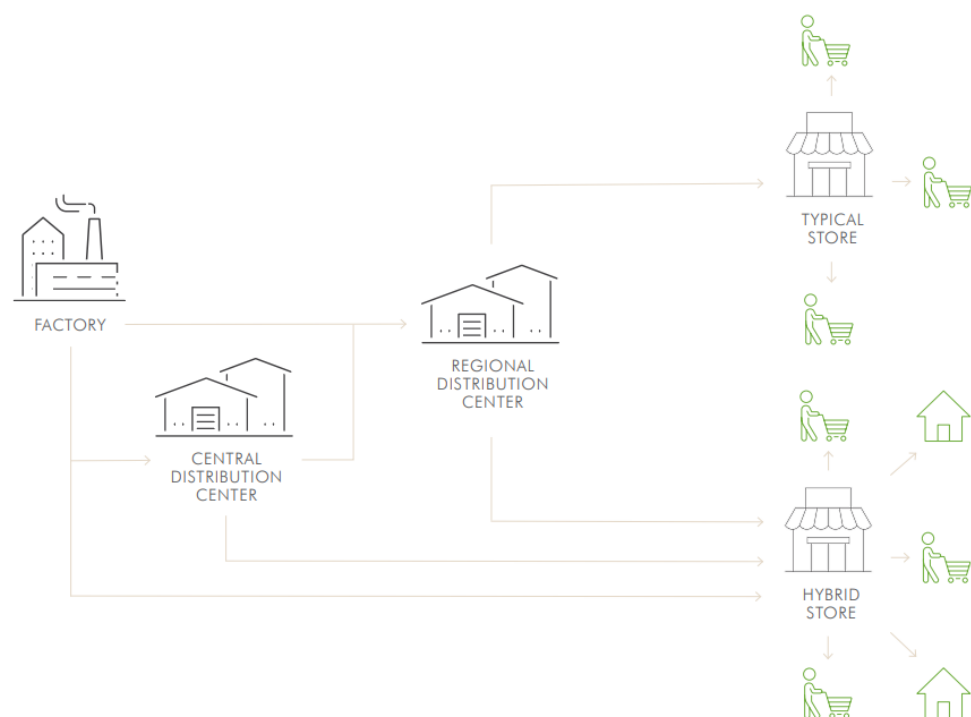 TYPICAL
STORE
FACTORY
REGIONAL
DISTRIBUTION
CENTER
CENTRAL
DISTRIBUTION
CENTER
HYBRID
STORE